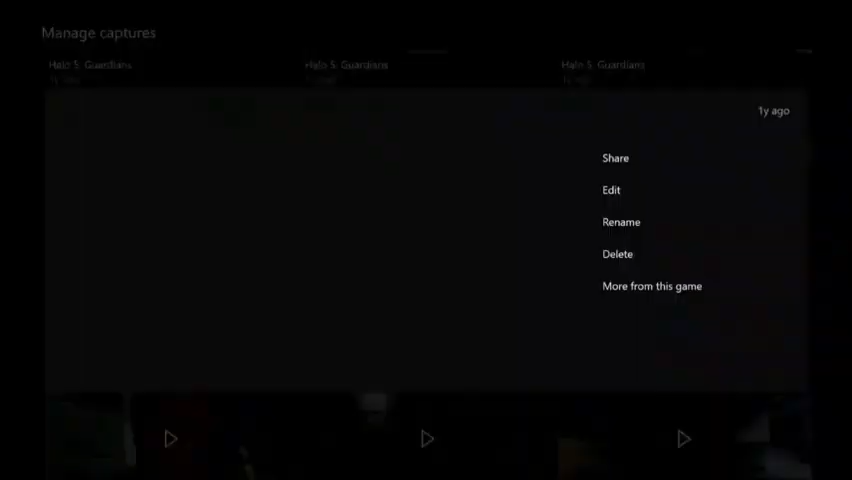 Manage captures
Halo 5: Guardians
Halo 5: Guardians
Halo 5: Guardians
1y ago
Share
Edit
Rename
Delete
More from this game